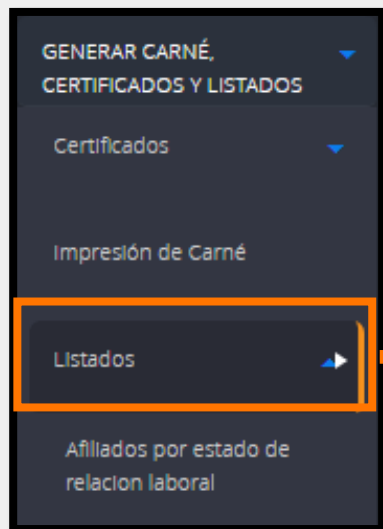 GENERAR CARNÉ,
CERTIFICADOS Y LISTADOS
Certificados
Impresión de Carné
Listados
Afiliados por estado de
relacion laboral